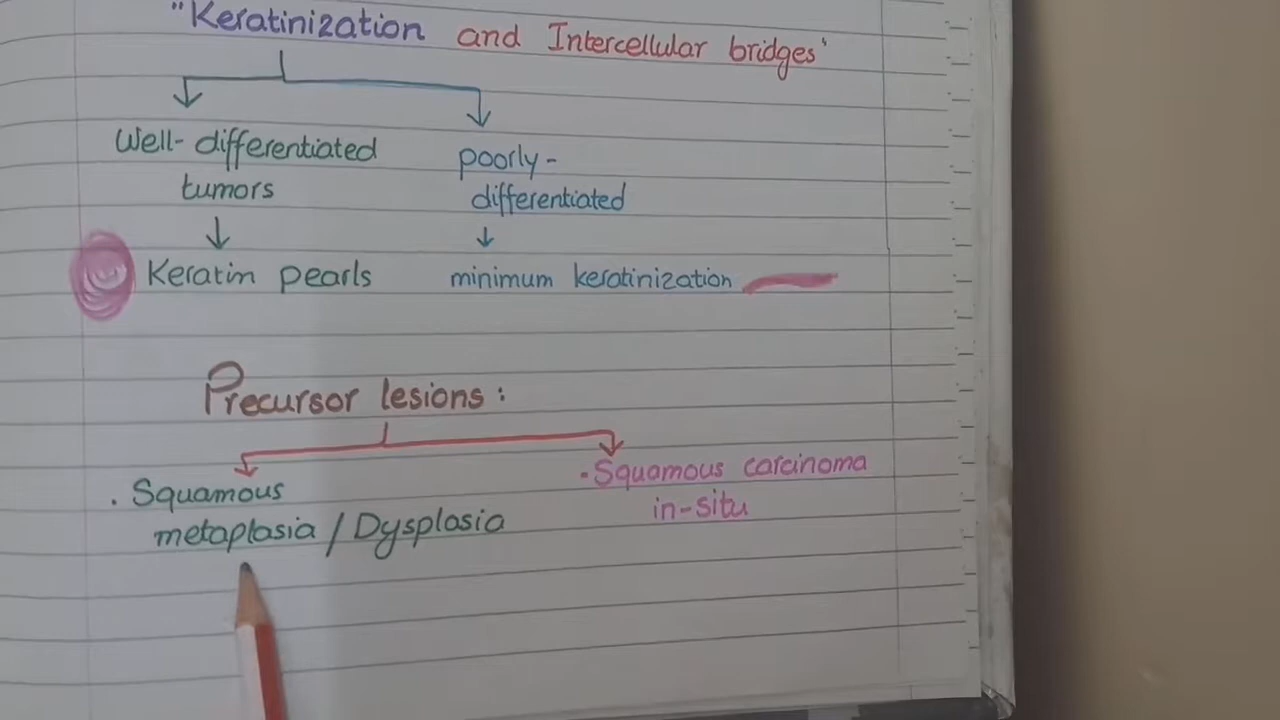 "Keratinization and Intercellular bridges'
Well-differentiated poorly-
tumors differentiated
Keratin pearls minimum keratinization
Precursor lesions:
. Squamous - Squamous carcinoma
metaplasia / Dysplasia in-situ